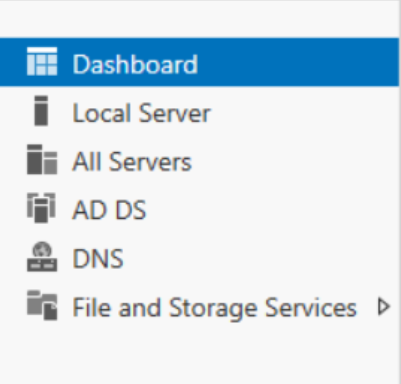 Dashboard
Local Server
All Servers
AD DS
DNS
File and Storage Services